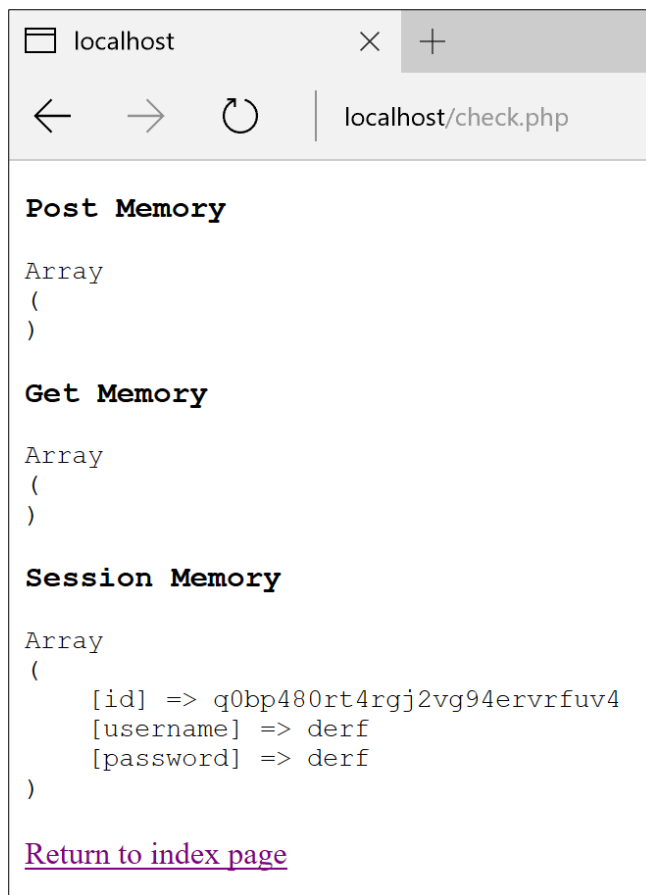 localhost
localhost/check.php
Post Memory
Array
(
)
Get Memory
Array
(
)
Session Memory
Array
(
    [id] => q0bp480rt4rgj2vg94ervrfuv4
    [username] => derf
    [password] => derf
)
Return to index page